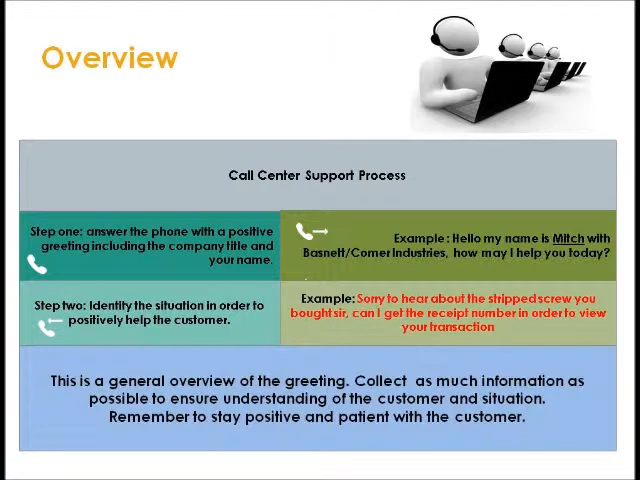 Overview
Call Center Support Process
Step one: answer the phone with a positive
greeting including the company title and
your name.
Example : Hello my name is Mitch with
Basnett/Comer Industries, how may I help you today?
Step two: Identify the situation in order to
positively help the customer.
Example: Sorry to hear about the stripped screw you
bought sir, can I get the receipt number in order to view
your transaction
This is a general overview of the greeting. Collect as much information as
possible to ensure understanding of the customer and situation.
Remember to stay positive and patient with the customer.